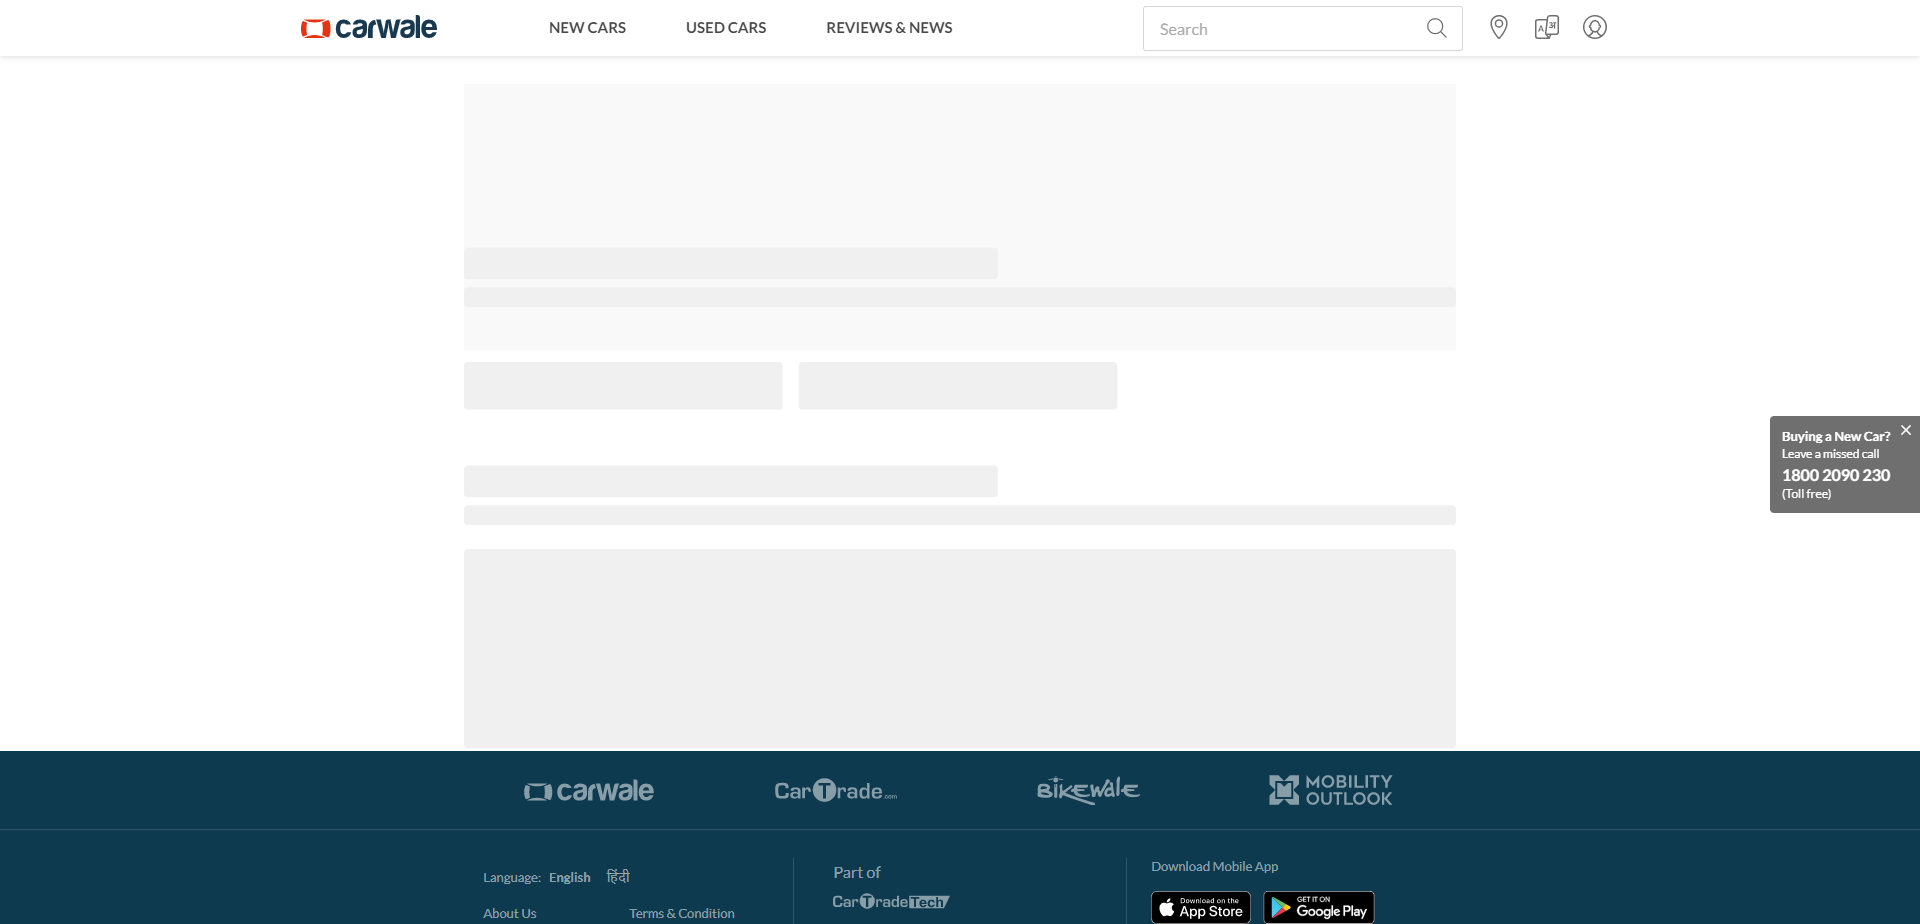 carwale
NEW CARS
USED CARS
REVIEWS & NEWS
Search
Buying a New Car?
Leave a missed call
1800 2090 230
(Toll free)
carwale
CarTrade.com
BikeWale
MOBILITY
OUTLOOK
Language: English हिंदी
About Us
Terms & Condition
Part of
CarTradeTech
Download Mobile App
Download on the
App Store
GET IT ON
Google Play